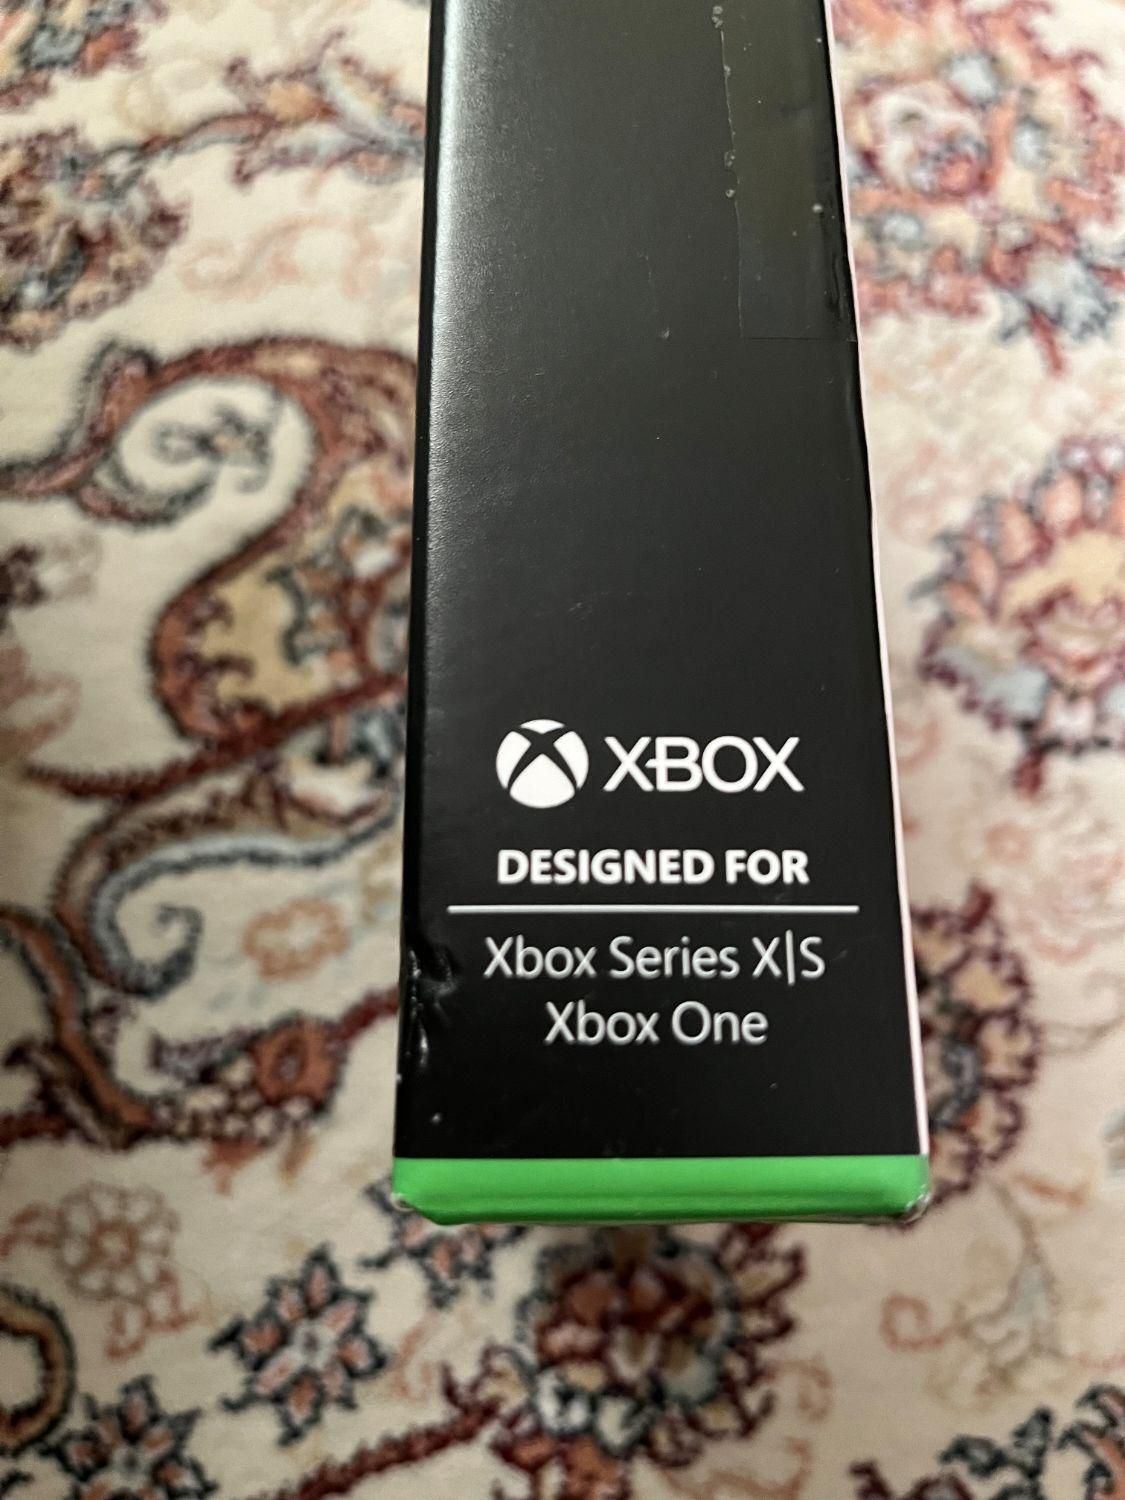 XBOX
DESIGNED FOR
Xbox Series X|S
Xbox One